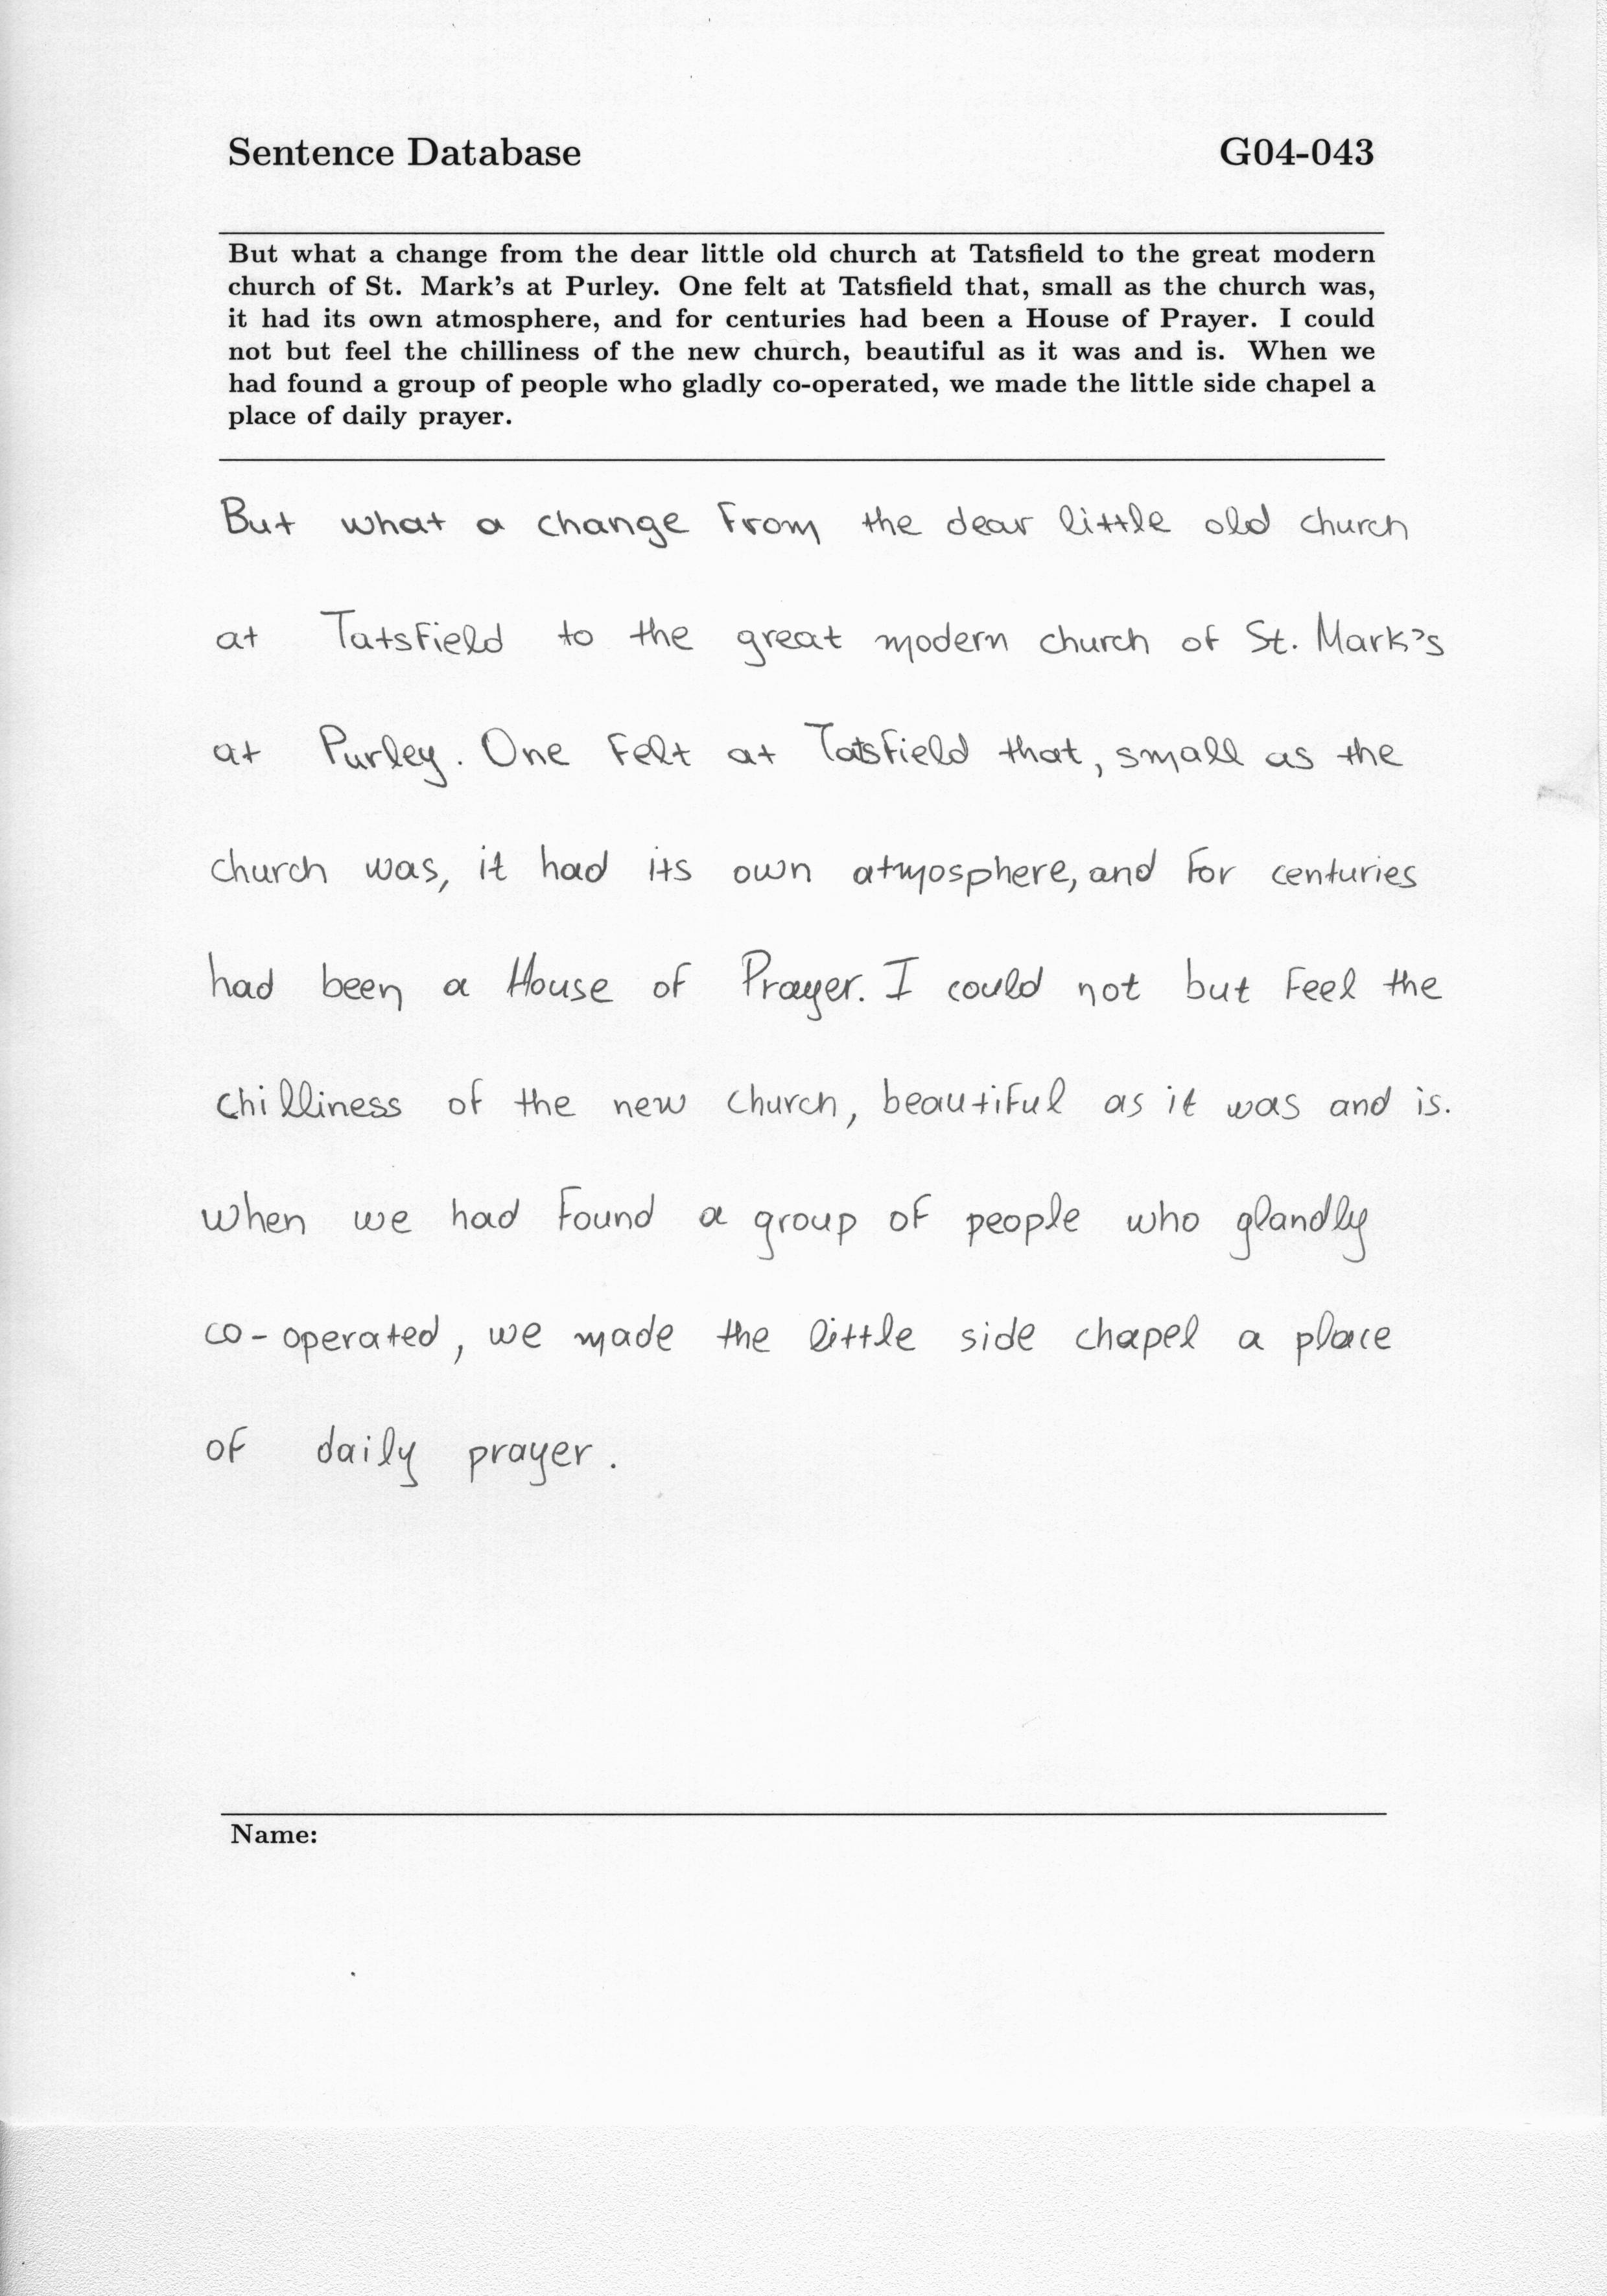 Sentence Database G04-043
But what a change from the dear little old church at Tatsfield to the great modern
church of St. Mark's at Purley. One felt at Tatsfield that, small as the church was,
it had its own atmosphere, and for centuries had been a House of Prayer. I could
not but feel the chilliness of the new church, beautiful as it was and is. When we
had found a group of people who gladly co-operated, we made the little side chapel a
place of daily prayer.
But what a change from the dear little old church
at Tatsfield to the great modern church of St. Mark's
at Purley. One felt at Tatsfield that, small as the
church was, it had its own atmosphere, and for centuries
had been a House of Prayer. I could not but feel the
chilliness of the new church, beautiful as it was and is.
When we had found a group of people who glandly
co-operated, we made the little side chapel a place
of daily prayer.
Name: